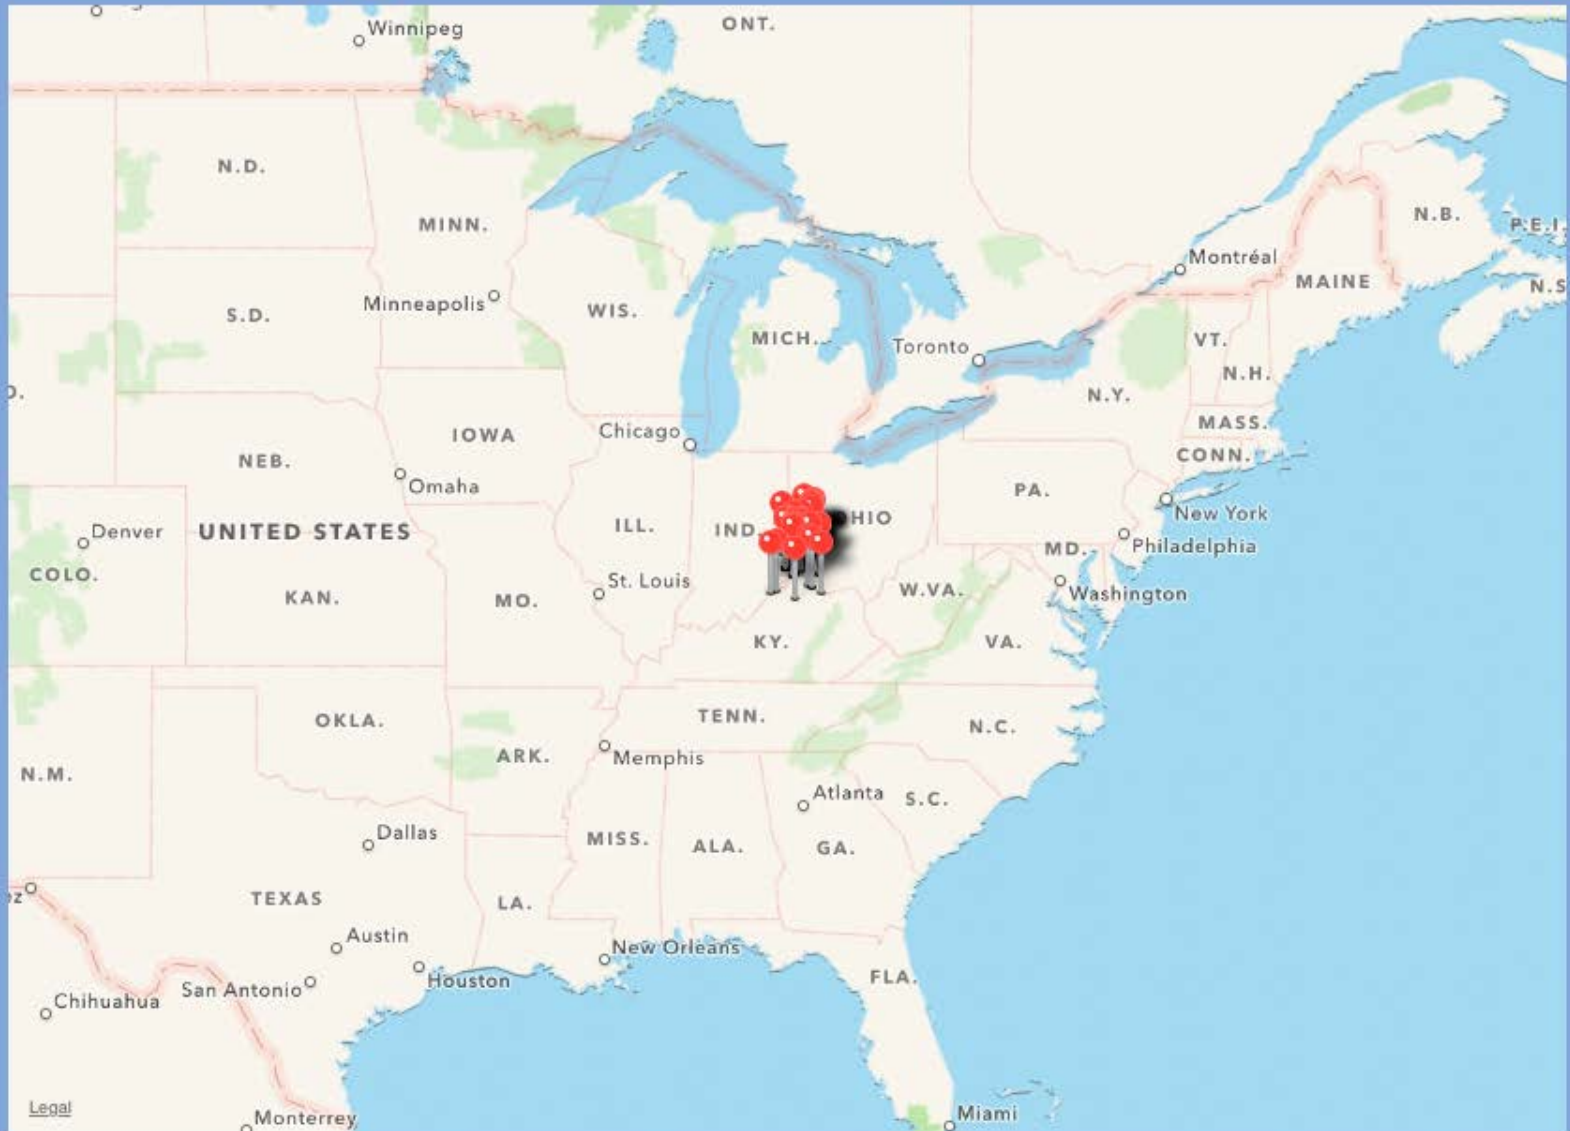 Winnipeg
ONT.
N.D.
MINN.
N.B.
P.E.I.
Montréal
MAINE
N.S
Minneapolis
S.D.
WIS.
MICH.
Toronto
VT.
N.H.
N.Y.
MASS.
CONN.
IOWA
Chicago
NEB.
Omaha
PA.
New York
Denver
UNITED STATES
ILL.
IND.
HIO
MD.
Philadelphia
COLO.
KAN.
MO.
St. Louis
W.VA.
Washington
KY.
VA.
OKLA.
TENN.
N.C.
ARK.
Memphis
N.M.
Atlanta
S.C.
Dallas
MISS.
ALA.
GA.
ez
TEXAS
LA.
Austin
New Orleans
San Antonio
Houston
FLA.
Chihuahua
Legal
Monterrey
Miami